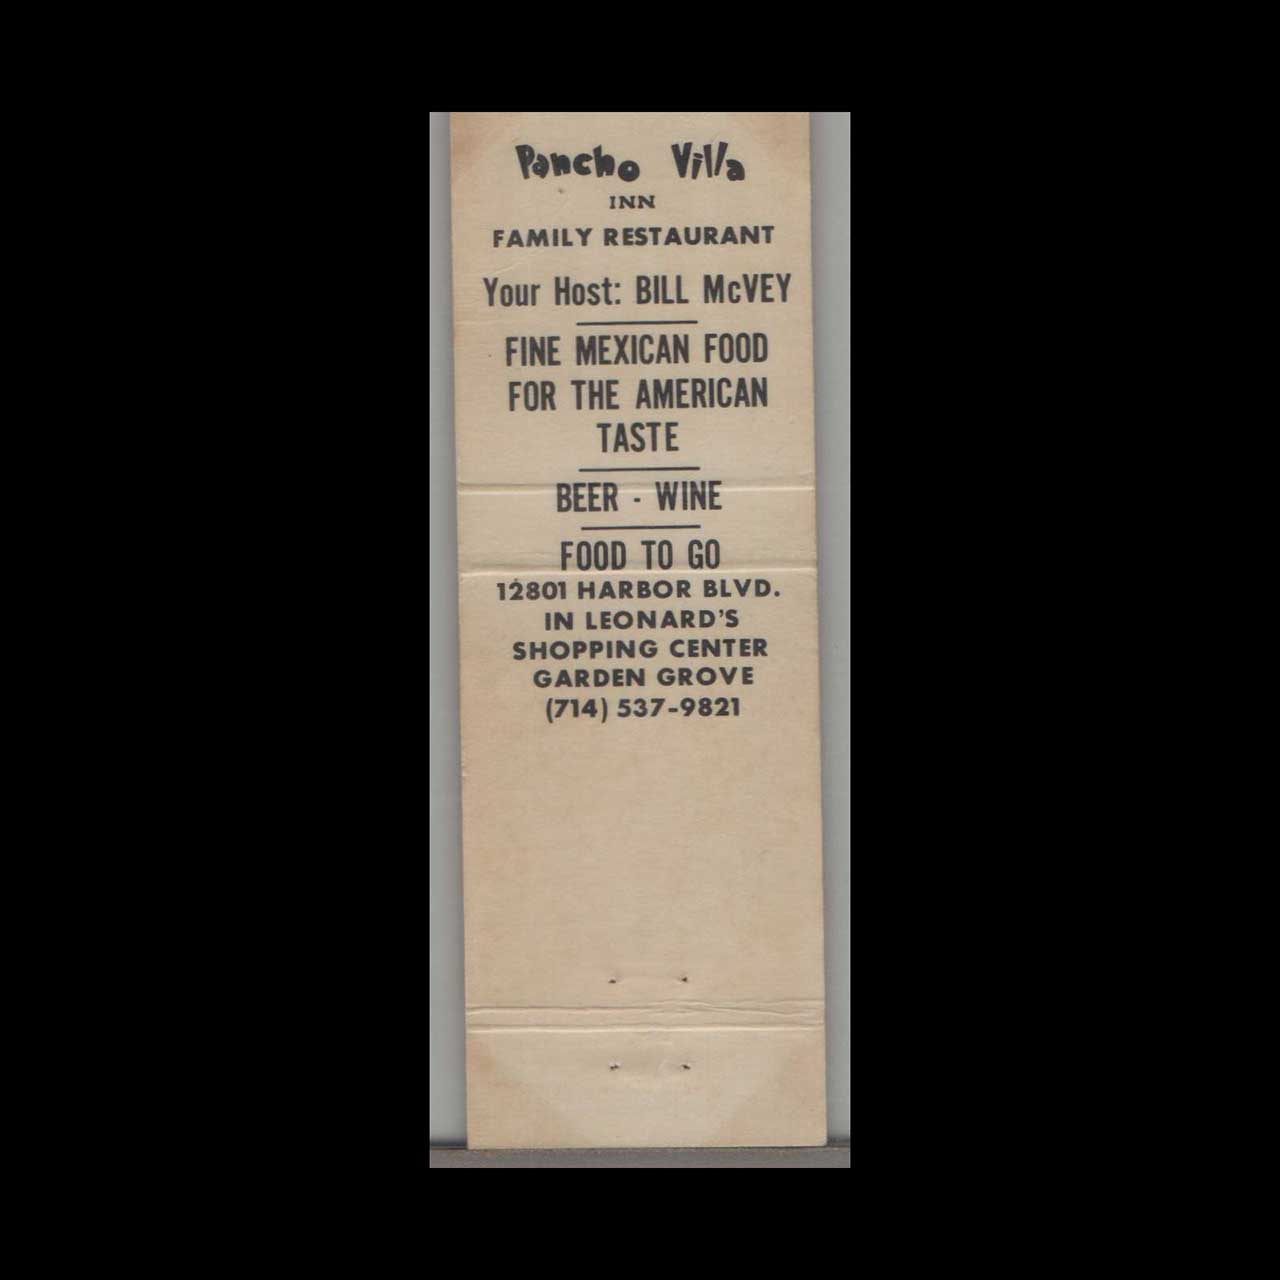 Pancho Villa
INN
FAMILY RESTAURANT
Your Host: BILL McVEY
FINE MEXICAN FOOD
FOR THE AMERICAN
TASTE
BEER - WINE
FOOD TO GO
12801 HARBOR BLVD.
IN LEONARD'S
SHOPPING CENTER
GARDEN GROVE
(714) 537-9821